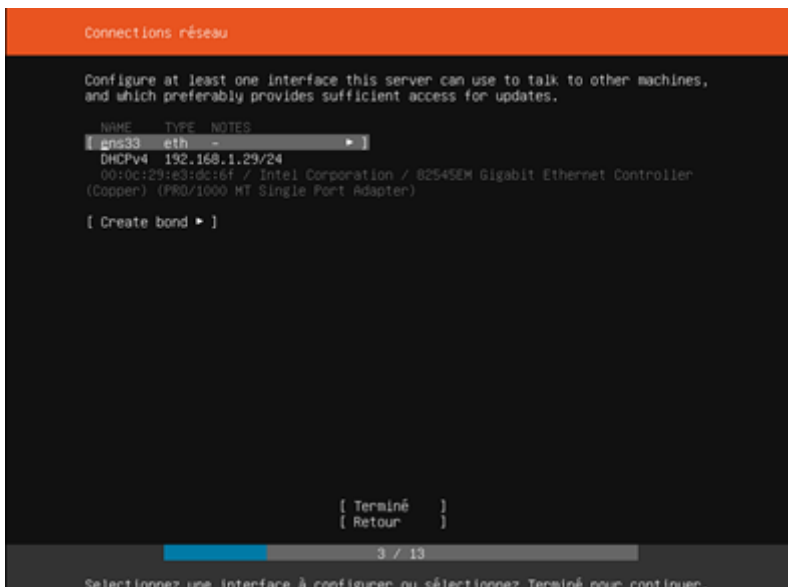 Connections réseau
Configure at least one interface this server can use to talk to other machines,
and which preferably provides sufficient access for updates.
NAME TYPE NOTES
[ ens33 eth - ▸ ]
DHCPv4 192.168.1.29/24
00:0c:29:e3:dc:6f / Intel Corporation / 82545EM Gigabit Ethernet Controller
(Copper) (PRO/1000 MT Single Port Adapter)
[ Create bond ▸ ]
[ Terminé ]
[ Retour ]
3 / 13
Selectionnez une interface à configurer ou sélectionnez Terminé pour continuer